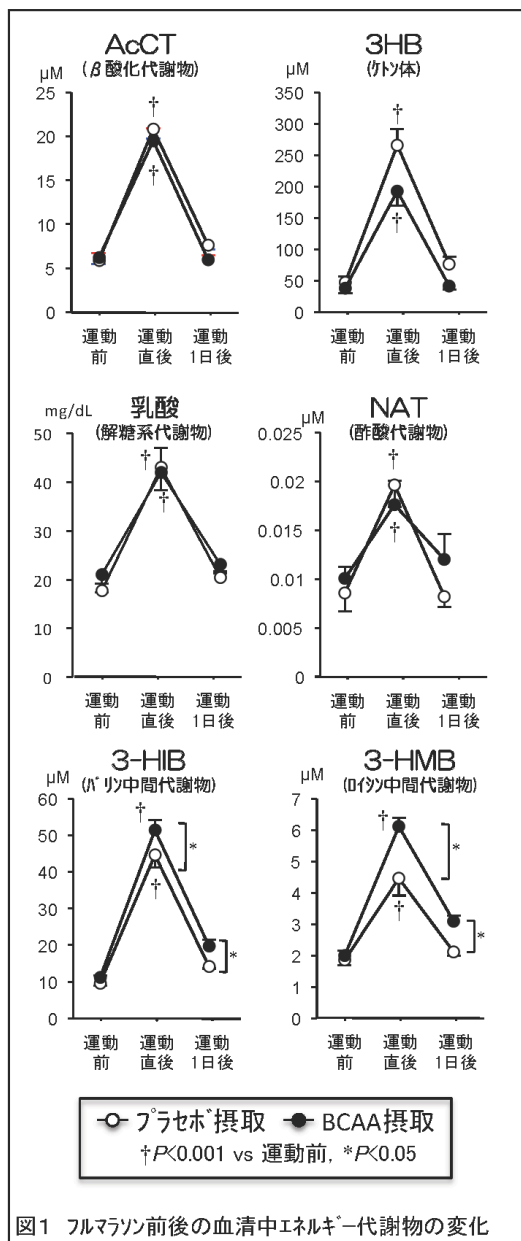 AcCT
(β酸化代謝物)
μM
25
20
15
10
5
0
†
†
運動前
運動直後
運動1日後
3HB
(ｹﾄﾝ体)
μM
350
300
250
200
150
100
50
0
†
†
運動前
運動直後
運動1日後
乳酸
(解糖系代謝物)
mg/dL
50
40
30
20
10
0
†
†
運動前
運動直後
運動1日後
NAT
(酢酸代謝物)
μM
0.025
0.02
0.015
0.01
0.005
0
†
†
運動前
運動直後
運動1日後
3-HIB
(ﾊﾞﾘﾝ中間代謝物)
μM
60
50
40
30
20
10
0
†
†
*
*
運動前
運動直後
運動1日後
3-HMB
(ﾛｲｼﾝ中間代謝物)
μM
7
6
5
4
3
2
1
0
†
†
*
*
運動前
運動直後
運動1日後
ﾌﾟﾗｾﾎﾞ摂取 BCAA摂取
†P<0.001 vs 運動前, *P<0.05
図1 ﾌﾙﾏﾗｿﾝ前後の血清中ｴﾈﾙｷﾞｰ代謝物の変化